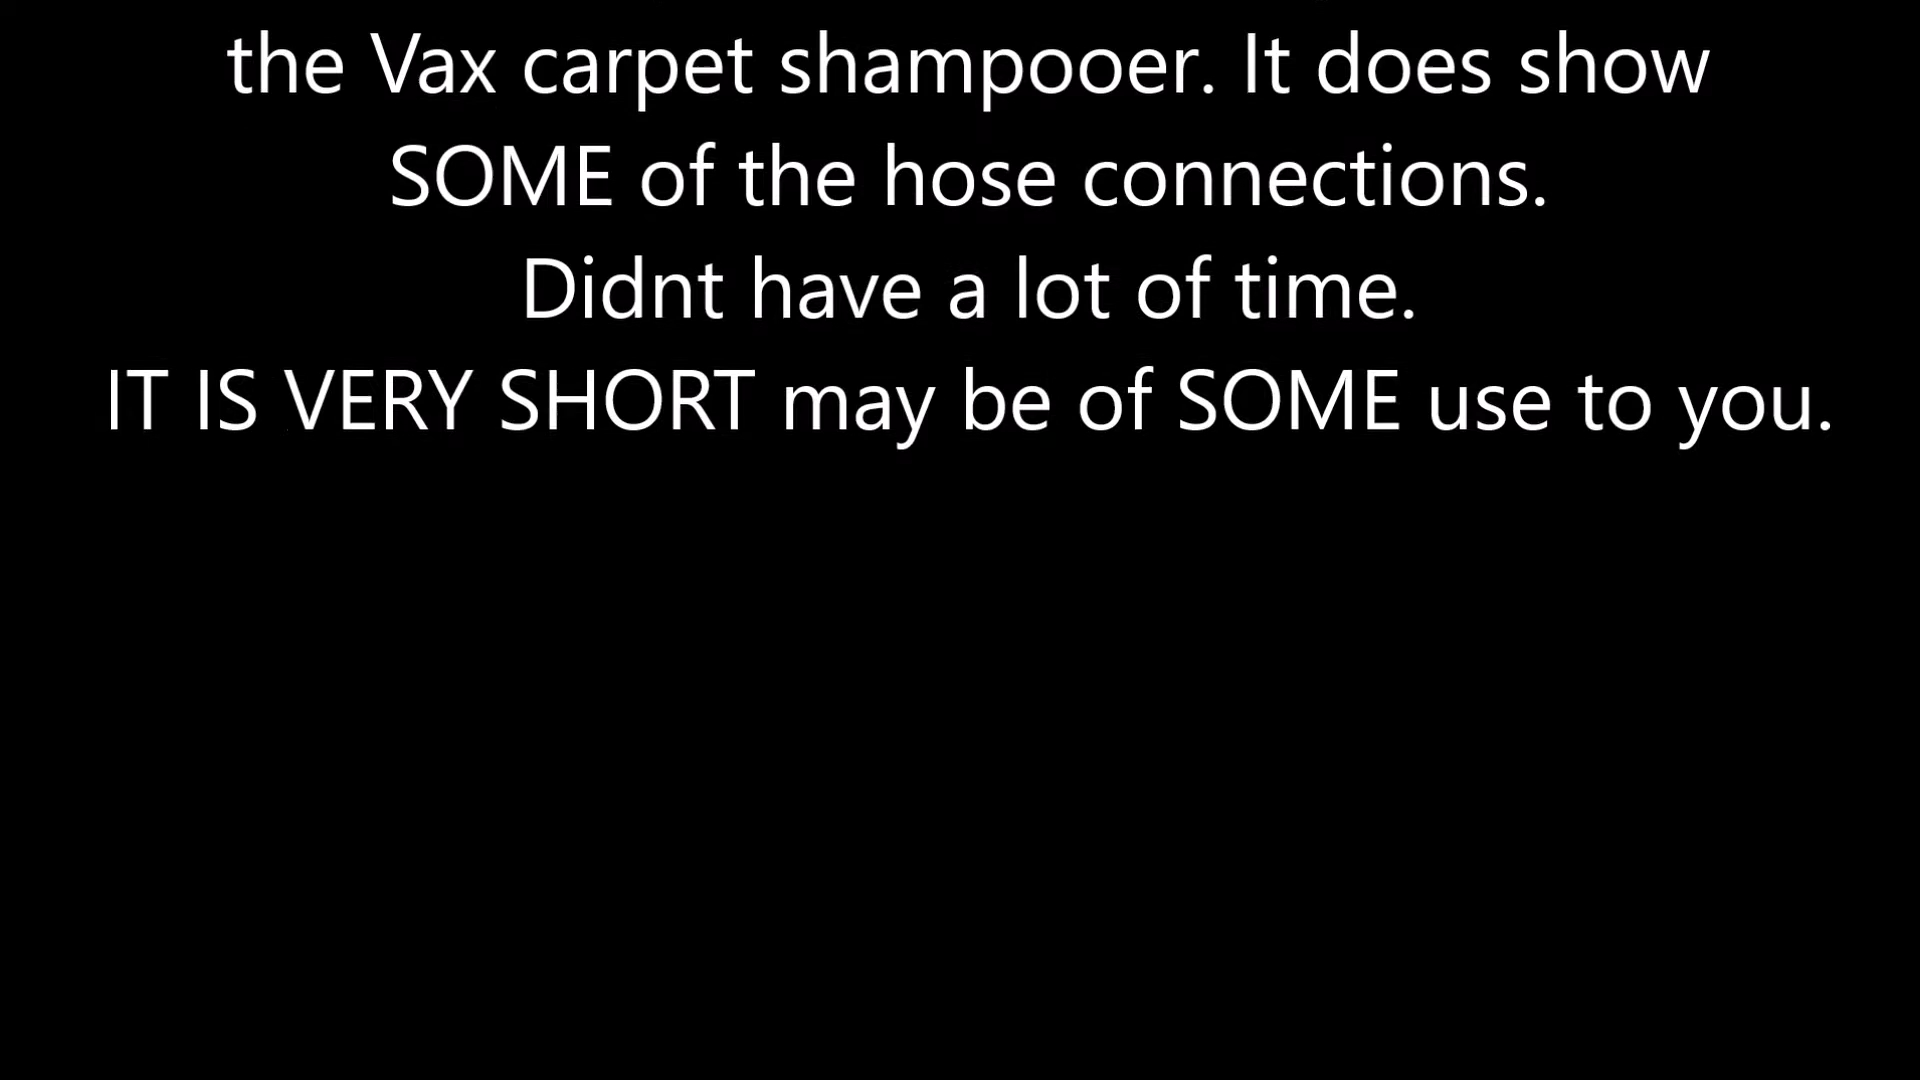 the Vax carpet shampooer. It does show
SOME of the hose connections.
Didnt have a lot of time.
IT IS VERY SHORT may be of SOME use to you.